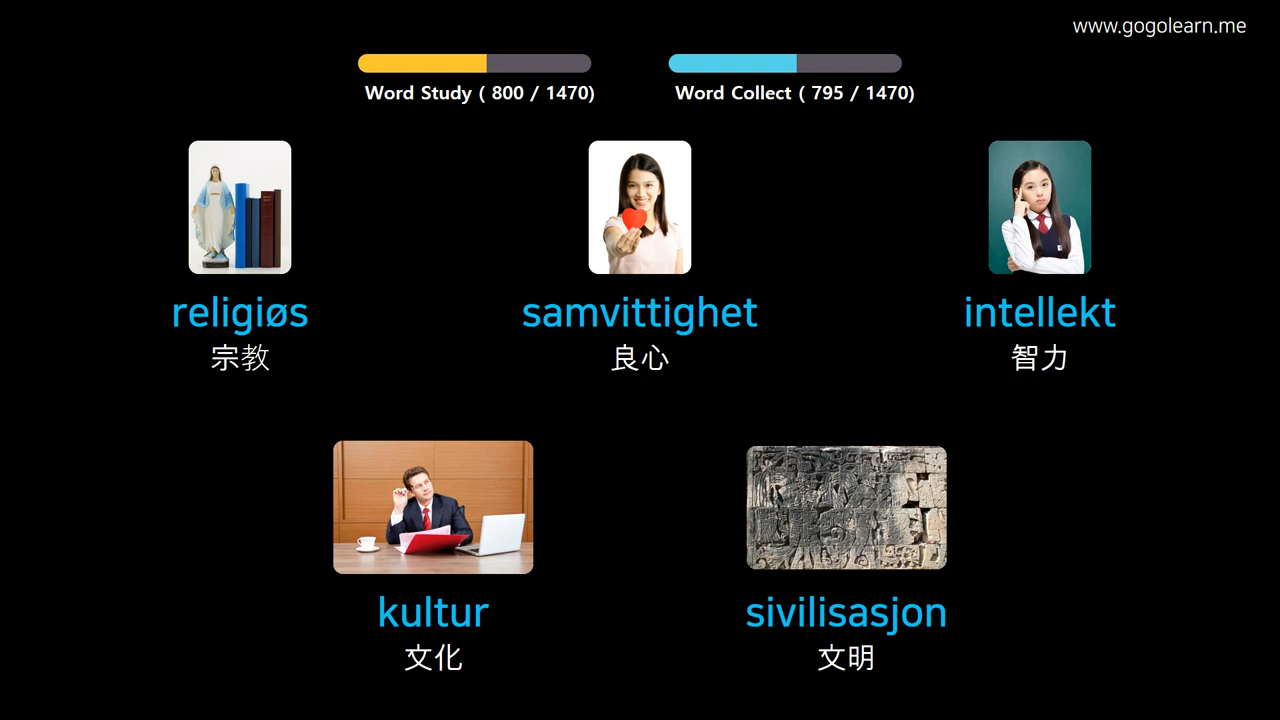 www.gogolearn.me
Word Study ( 800 / 1470)
Word Collect ( 795 / 1470)
religiøs
宗教
samvittighet
良心
intellekt
智力
kultur
文化
sivilisasjon
文明